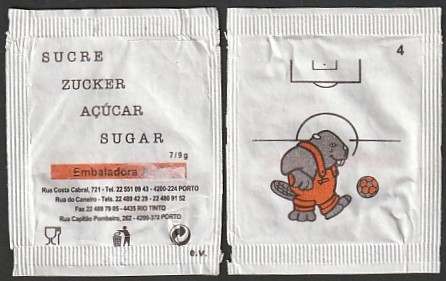 SUCRE
ZUCKER
AÇÚCAR
SUGAR
7/9g
Embaladora
Rua Costa Cabral, 721 - Tel. 22 551 09 43 - 4200-224 PORTO
Rua do Caneiro - Tels. 22 489 42 29 - 22 480 91 52
Fax 22 489 79 05 - 4435 RIO TINTO
Rua Capitão Pombeiro, 262 - 4200-372 PORTO
e.v.
4